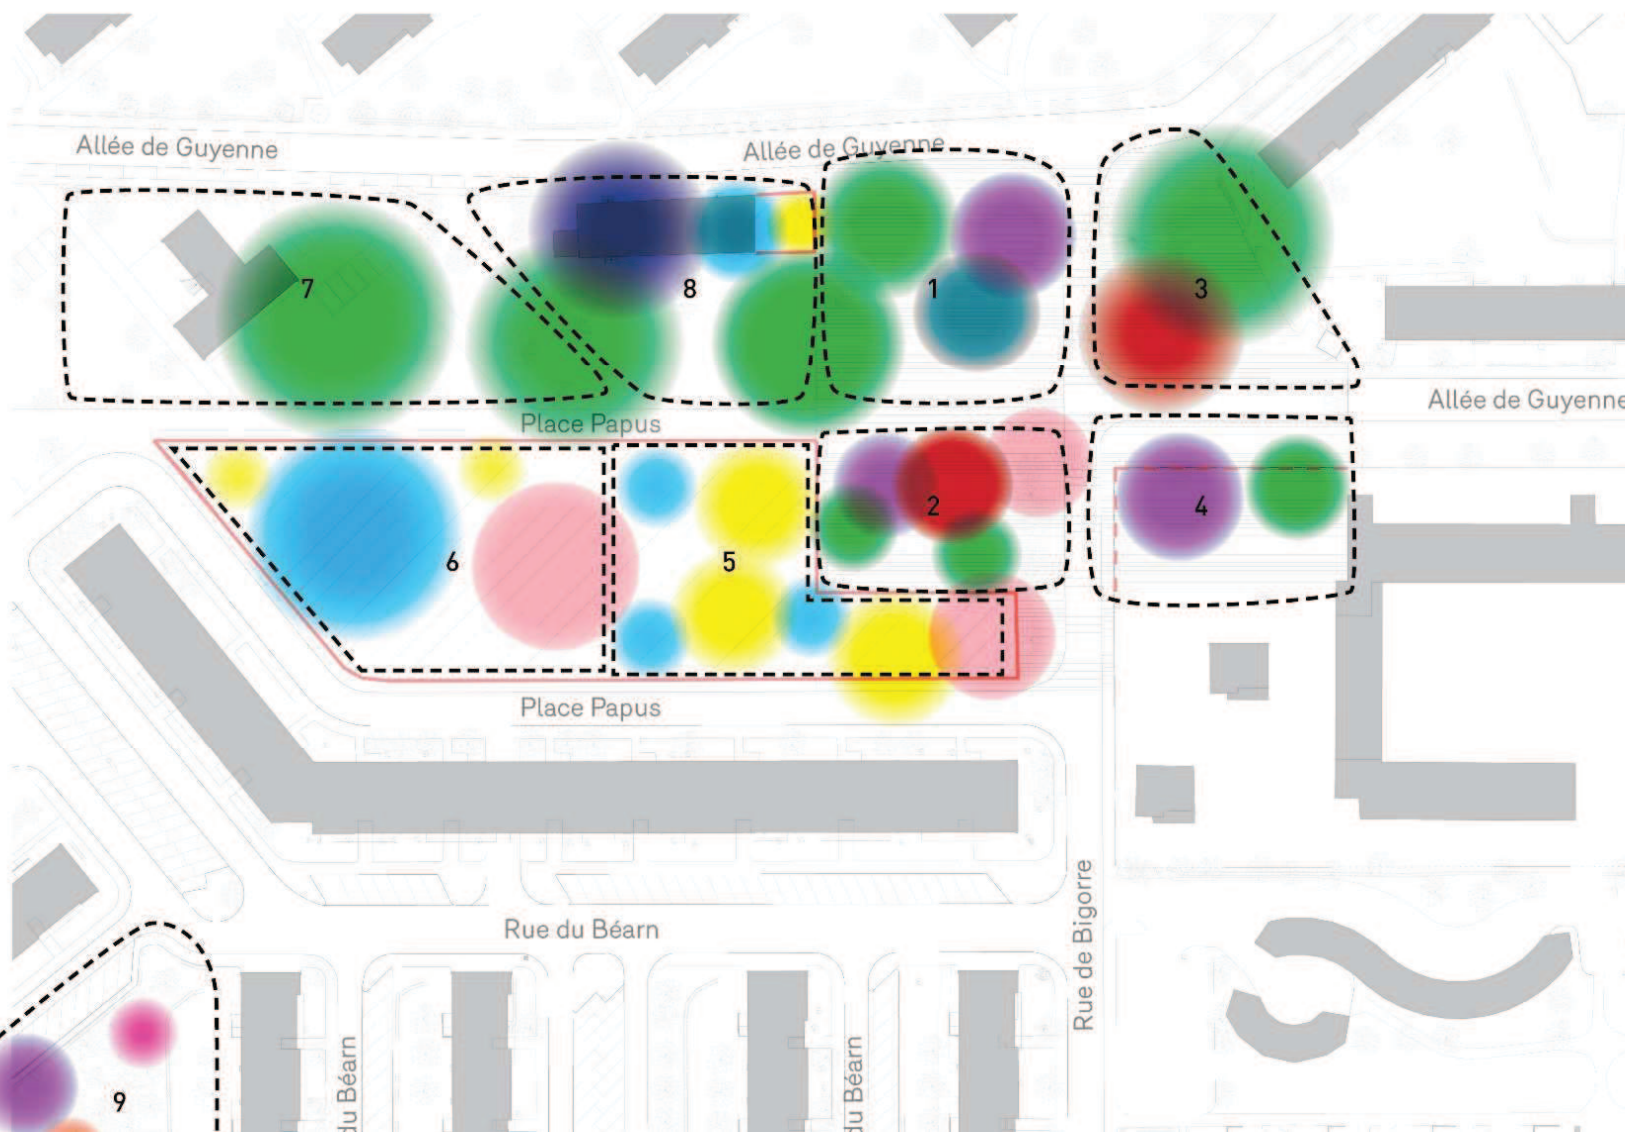 Allée de Guyenne
Allée de Guyenne
7
8
1
3
Allée de Guyenne
Place Papus
2
4
6
5
Place Papus
Rue du Béarn
Rue de Bigorre
9
du Béarn
du Béarn